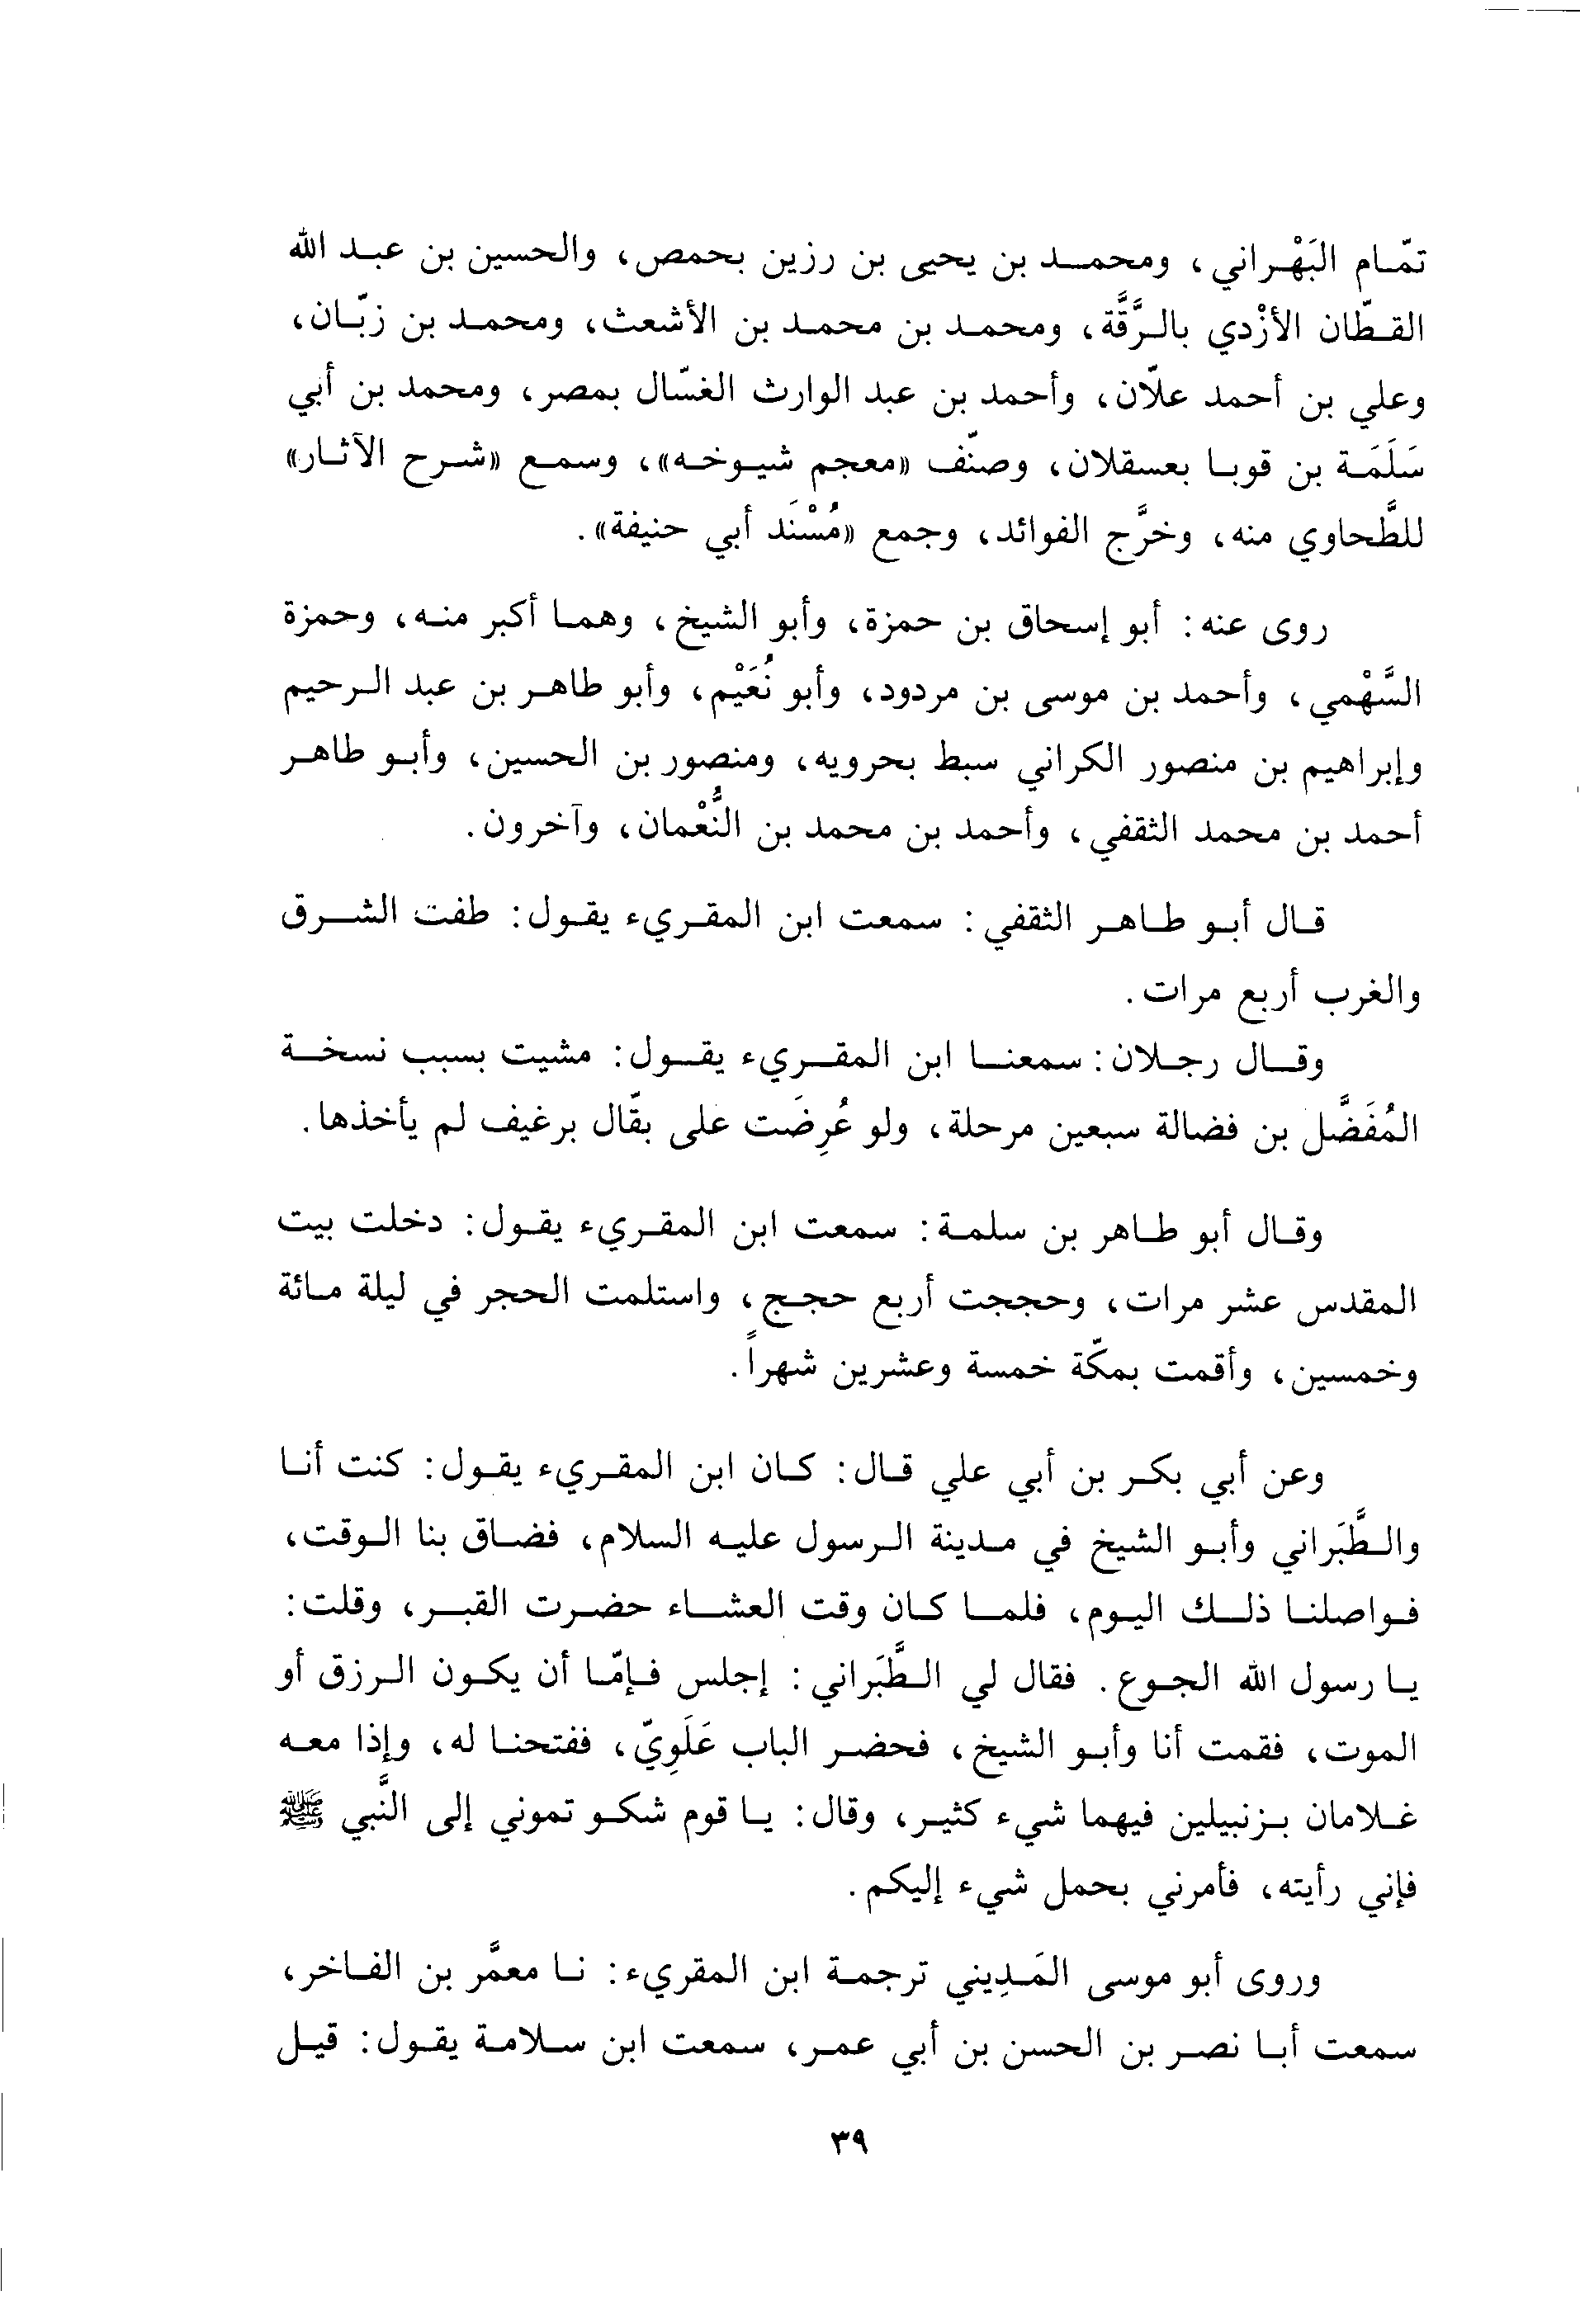 تمّام البَهْراني، ومحمد بن يحيى بن رزين بحمص، والحسين بن عبد الله
القطّان الأزْدي بالرَّقَّة، ومحمد بن محمد بن الأشعث، ومحمد بن زبّان،
وعلي بن أحمد علّان، وأحمد بن عبد الوارث الغسّال بمصر، ومحمد بن أبي
سَلَمَة بن قوبا بعسقلان، وصنّف «معجم شيوخه»، وسمع «شرح الآثار»
للطَّحاوي منه، وخرَّج الفوائد، وجمع «مُسْنَد أبي حنيفة».
روى عنه: أبو إسحاق بن حمزة، وأبو الشيخ، وهما أكبر منه، وحمزة
السَّهْمي، وأحمد بن موسى بن مردود، وأبو نُعَيْم، وأبو طاهر بن عبد الرحيم
وإبراهيم بن منصور الكراني سبط بحرويه، ومنصور بن الحسين، وأبو طاهر
أحمد بن محمد الثقفي، وأحمد بن محمد بن النُّعْمان، وآخرون.
قال أبو طاهر الثقفي: سمعت ابن المقريء يقول: طفت الشرق
والغرب أربع مرات.
وقال رجلان: سمعنا ابن المقريء يقول: مشيت بسبب نسخة
المُفَضَّل بن فضالة سبعين مرحلة، ولو عُرِضَت على بقّال برغيف لم يأخذها.
وقال أبو طاهر بن سلمة: سمعت ابن المقريء يقول: دخلت بيت
المقدس عشر مرات، وحججت أربع حجج، واستلمت الحجر في ليلة مائة
وخمسين، وأقمت بمكّة خمسة وعشرين شهراً.
وعن أبي بكر بن أبي علي قال: كان ابن المقريء يقول: كنت أنا
والطَّبَراني وأبو الشيخ في مدينة الرسول عليه السلام، فضاق بنا الوقت،
فواصلنا ذلك اليوم، فلما كان وقت العشاء حضرت القبر، وقلت:
يا رسول الله الجوع. فقال لي الطَّبَراني: إجلس فإمّا أن يكون الرزق أو
الموت، فقمت أنا وأبو الشيخ، فحضر الباب عَلَوِيّ، ففتحنا له، وإذا معه
غلامان بزنبيلين فيهما شيء كثير، وقال: يا قوم شكو تموني إلى النَّبي ﷺ
فإني رأيته، فأمرني بحمل شيء إليكم.
وروى أبو موسى المَدِيني ترجمة ابن المقريء: نا معمَّر بن الفاخر،
سمعت أبا نصر بن الحسن بن أبي عمر، سمعت ابن سلامة يقول: قيل
٣٩